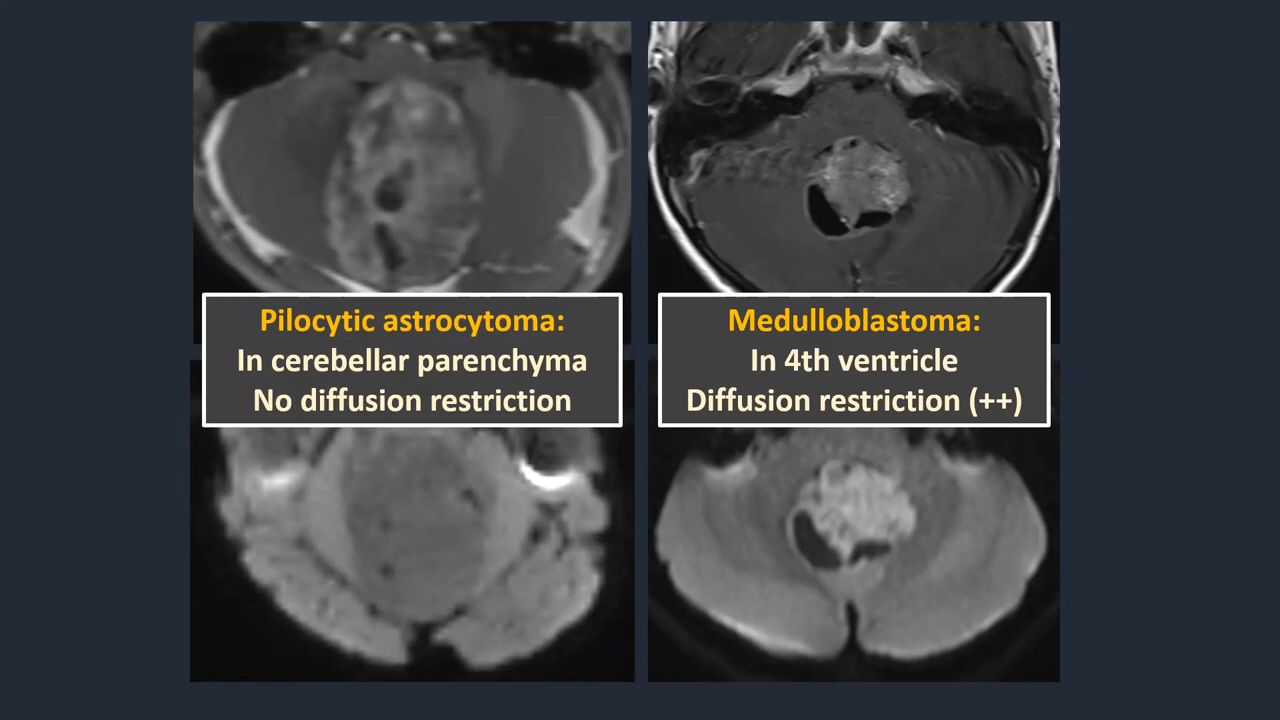 Pilocytic astrocytoma:
In cerebellar parenchyma
No diffusion restriction
Medulloblastoma:
In 4th ventricle
Diffusion restriction (++)